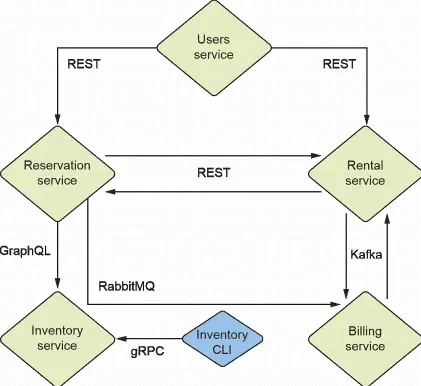 Users
service
REST
REST
Reservation
service
REST
Rental
service
GraphQL
Kafka
RabbitMQ
Inventory
service
gRPC
Inventory
CLI
Billing
service